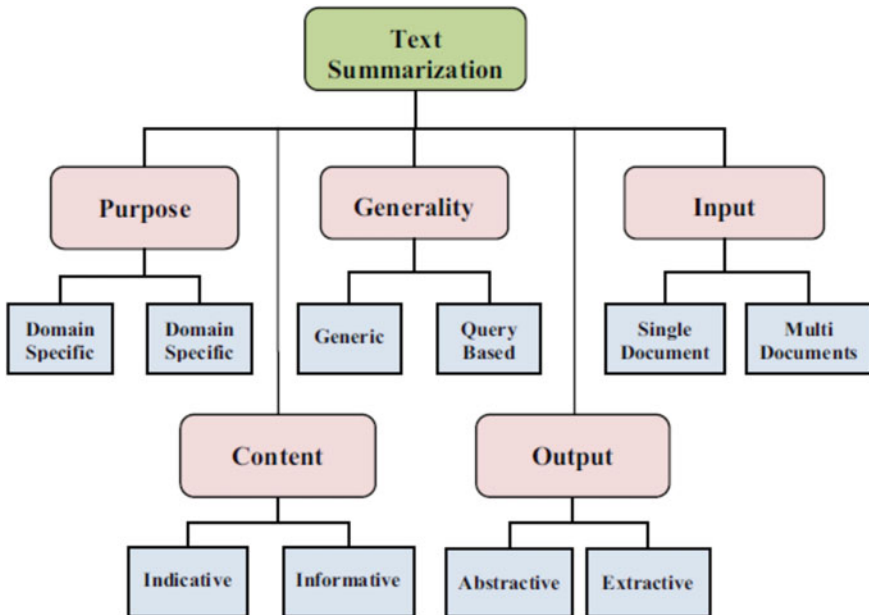 Text
Summarization
Purpose
Generality
Input
Domain
Specific
Domain
Specific
Generic
Query
Based
Single
Document
Multi
Documents
Content
Output
Indicative
Informative
Abstractive
Extractive